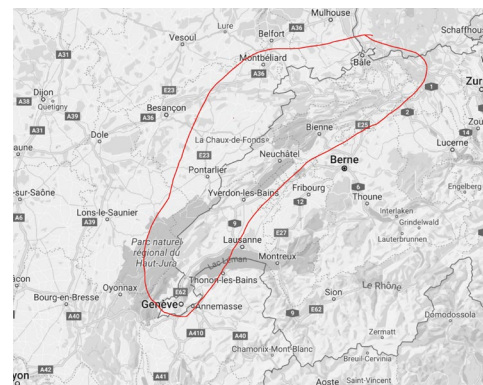 Mulhouse
Lure
Belfort
A36
Schaffhou
Vesoul
A31
Montbéliard
Bâle
A36
Zur
Dijon
E23
1
A38
Quetigny
Besançon
2
A39
A36
E25
Zou
A31
Dole
La Chaux-de-Fonds
Bienne
14
aune
E23
Neuchâtel
Berne
Lucerne
Pontarlier
-sur-Saône
Yverdon-les-Bains
Fribourg
6
Engelberg
12
Thoune
Lons-le-Saunier
A6
A39
9
Interlaken
Grindelwald
E27
Lauterbrunnen
Parc naturel
régional du
Haut-Jura
Lausanne
Montreux
Lac Léman
Thonon-les-Bains
âcon
Oyonnax
E62
Sion
Le Rhône
Bourg-en-Bresse
Genève
Annemasse
A40
9
E62
Domodossola
A410
A40
Zermatt
Chamonix-Mont-Blanc
Breuil-Cervinia
A42
A41
yon
Aoste
Saint-Vincent